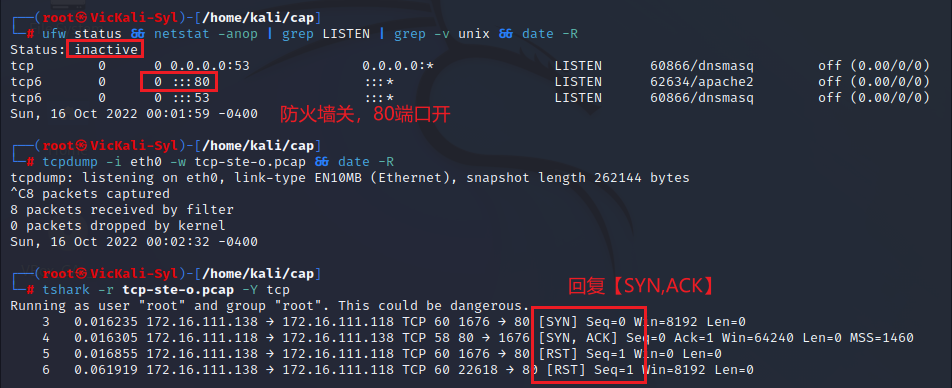 ┌──(root㉿VicKali-Syl)-[/home/kali/cap]
└─# ufw status && netstat -anop | grep LISTEN | grep -v unix && date -R
Status: inactive
tcp 0 0 0.0.0.0:53 0.0.0.0:* LISTEN 60866/dnsmasq off (0.00/0/0)
tcp6 0 0 :::80 :::* LISTEN 62634/apache2 off (0.00/0/0)
tcp6 0 0 :::53 :::* LISTEN 60866/dnsmasq off (0.00/0/0)
Sun, 16 Oct 2022 00:01:59 -0400
防火墙关，80端口开
┌──(root㉿VicKali-Syl)-[/home/kali/cap]
└─# tcpdump -i eth0 -w tcp-ste-o.pcap && date -R
tcpdump: listening on eth0, link-type EN10MB (Ethernet), snapshot length 262144 bytes
^C8 packets captured
8 packets received by filter
0 packets dropped by kernel
Sun, 16 Oct 2022 00:02:32 -0400
┌──(root㉿VicKali-Syl)-[/home/kali/cap]
└─# tshark -r tcp-ste-o.pcap -Y tcp
回复【SYN,ACK】
Running as user "root" and group "root". This could be dangerous.
3 0.016235 172.16.111.138 → 172.16.111.118 TCP 60 1676 → 80 [SYN] Seq=0 Win=8192 Len=0
4 0.016305 172.16.111.118 → 172.16.111.138 TCP 58 80 → 1676 [SYN, ACK] Seq=0 Ack=1 Win=64240 Len=0 MSS=1460
5 0.016855 172.16.111.138 → 172.16.111.118 TCP 60 1676 → 80 [RST] Seq=1 Win=0 Len=0
6 0.061919 172.16.111.138 → 172.16.111.118 TCP 60 22618 → 80 [RST] Seq=1 Win=8192 Len=0